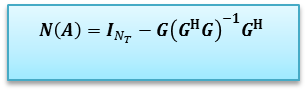 N(A) = I_{N_T} − G(G^H G)^{−1} G^H